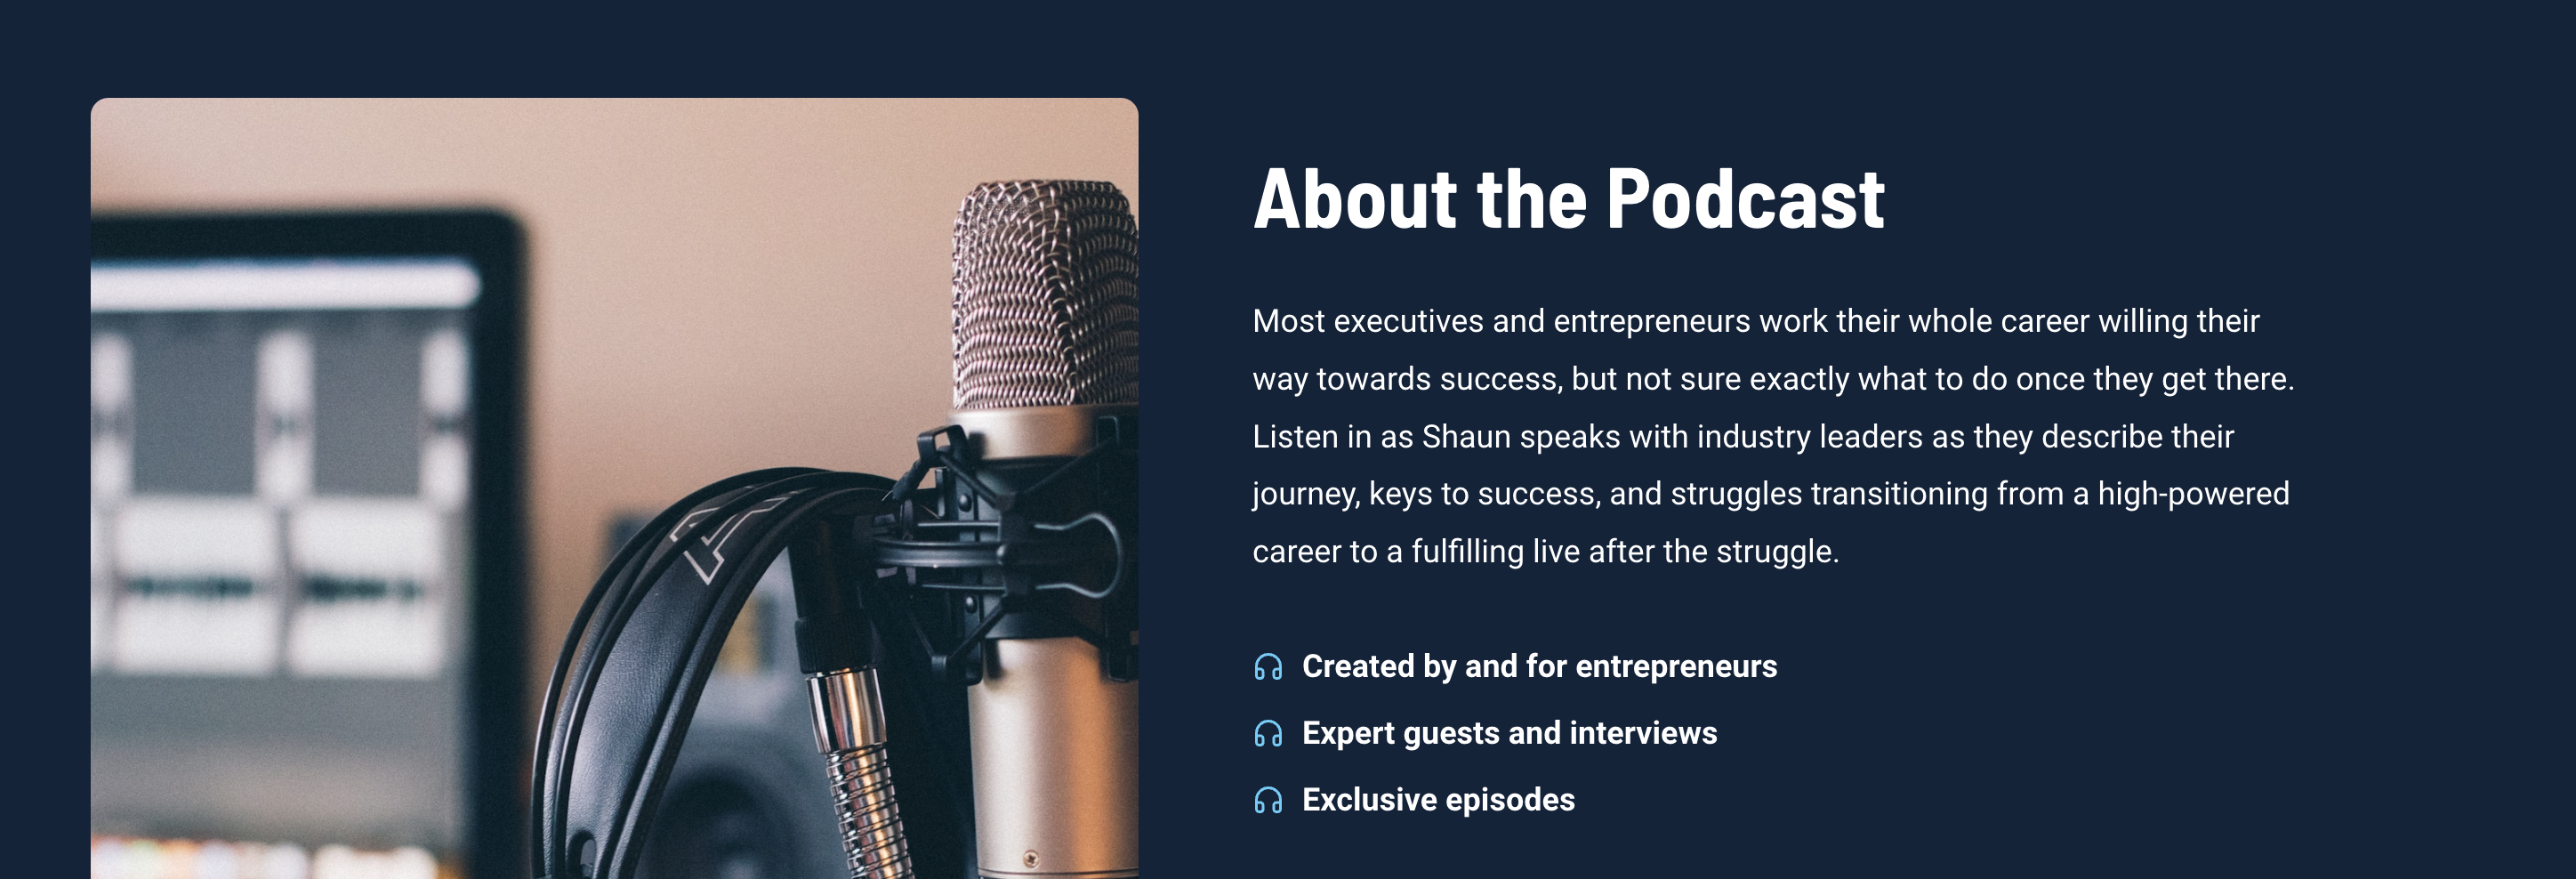 About the Podcast
Most executives and entrepreneurs work their whole career willing their
way towards success, but not sure exactly what to do once they get there.
Listen in as Shaun speaks with industry leaders as they describe their
journey, keys to success, and struggles transitioning from a high-powered
career to a fulfilling live after the struggle.
Created by and for entrepreneurs
Expert guests and interviews
Exclusive episodes